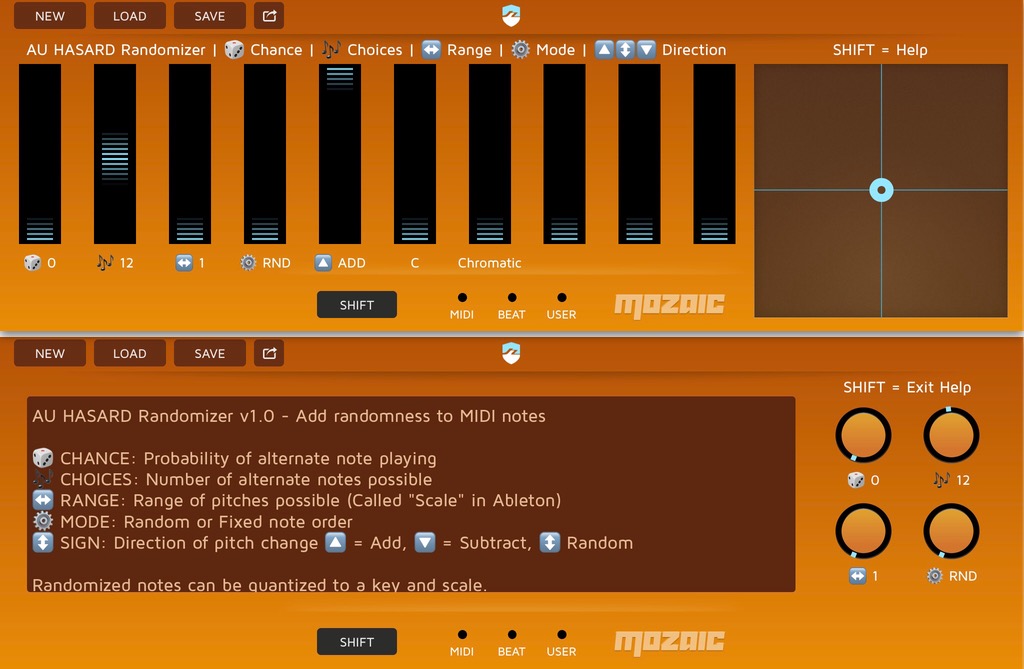 NEW LOAD SAVE
AU HASARD Randomizer | 🎲 Chance | 🎶 Choices | ↔️ Range | ⚙️ Mode | 🔼↕️🔽 Direction
SHIFT = Help
🎲 0 🎶 12 ↔️ 1 ⚙️ RND 🔼 ADD C Chromatic
SHIFT
MIDI BEAT USER
MOZAIC
NEW LOAD SAVE
SHIFT = Exit Help
AU HASARD Randomizer v1.0 - Add randomness to MIDI notes
🎲 CHANCE: Probability of alternate note playing
🎶 CHOICES: Number of alternate notes possible
↔️ RANGE: Range of pitches possible (Called "Scale" in Ableton)
⚙️ MODE: Random or Fixed note order
↕️ SIGN: Direction of pitch change 🔼 = Add, 🔽 = Subtract, ↕️ Random
Randomized notes can be quantized to a key and scale.
🎲 0 🎶 12
↔️ 1 ⚙️ RND
SHIFT
MIDI BEAT USER
MOZAIC